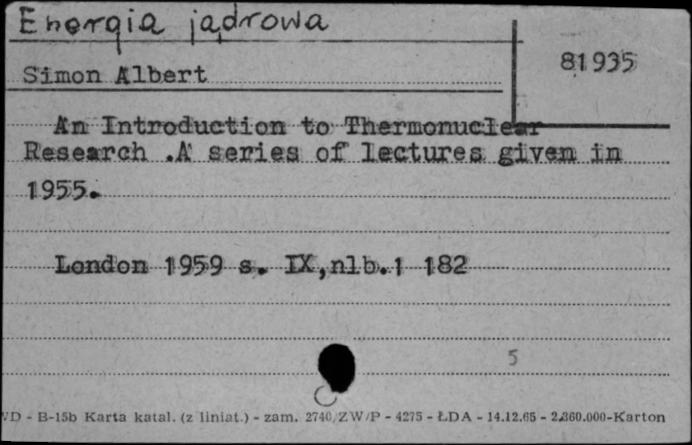 Energia jądrowa
81935
Simon Albert
An Introduction to Thermonuclear
Research .A series of lectures given in
1955.
London 1959 s. IX,nlb.1 182
5
VD - B-15b Karta katal. (z liniat.) - zam. 2740/ZW/P - 4275 - ŁDA - 14.12.65 - 2.360.000-Karton